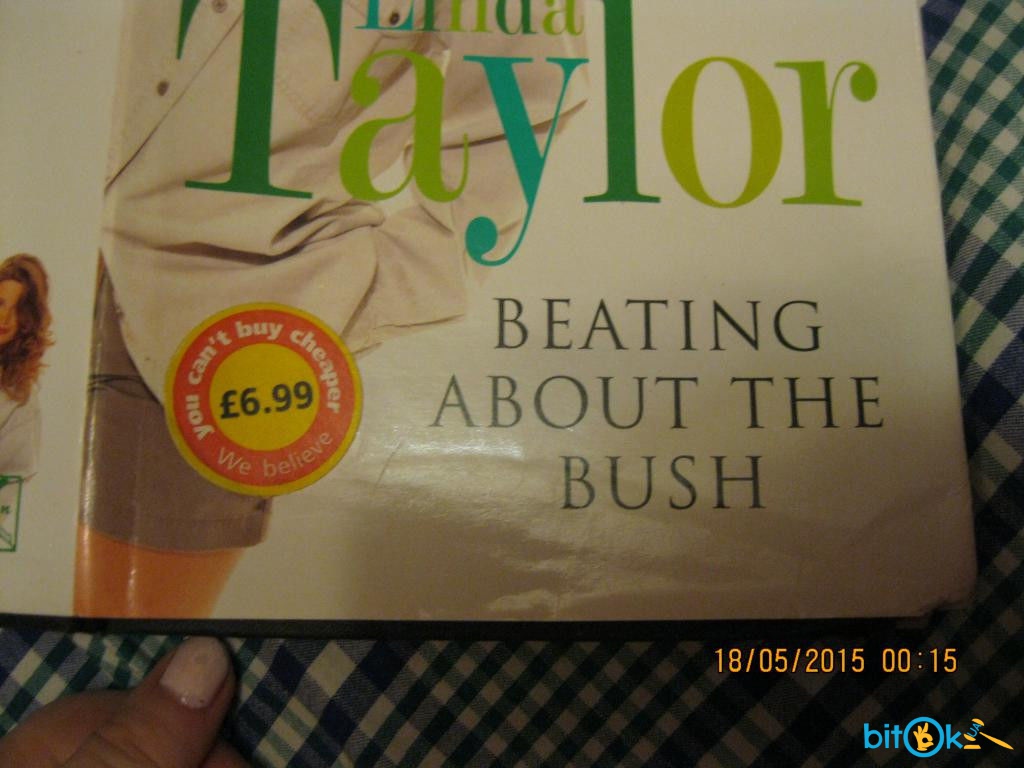 Linda
Taylor
BEATING
ABOUT THE
BUSH
you can't buy cheaper
£6.99
We believe
K
18/05/2015 00:15
bitok
UA